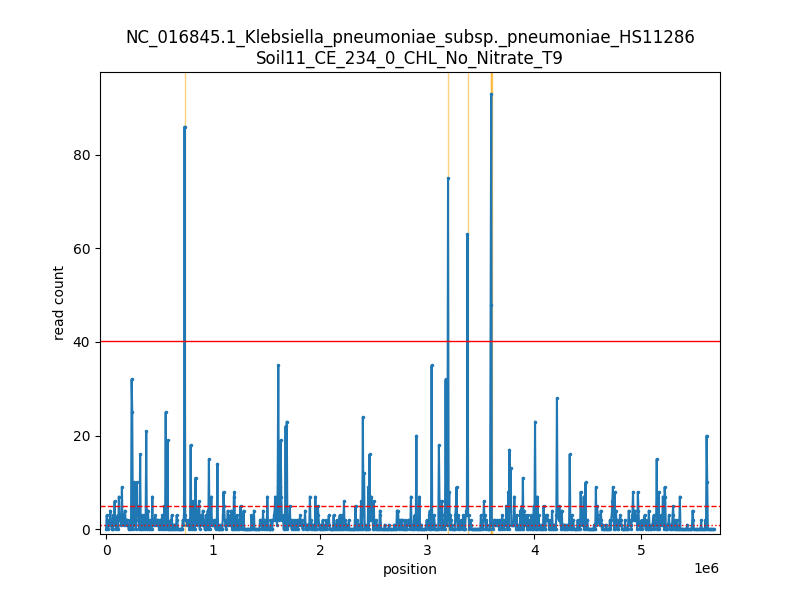 NC_016845.1_Klebsiella_pneumoniae_subsp._pneumoniae_HS11286
Soil11_CE_234_0_CHL_No_Nitrate_T9
read count
80
60
40
20
0
0 1 2 3 4 5
1e6
position